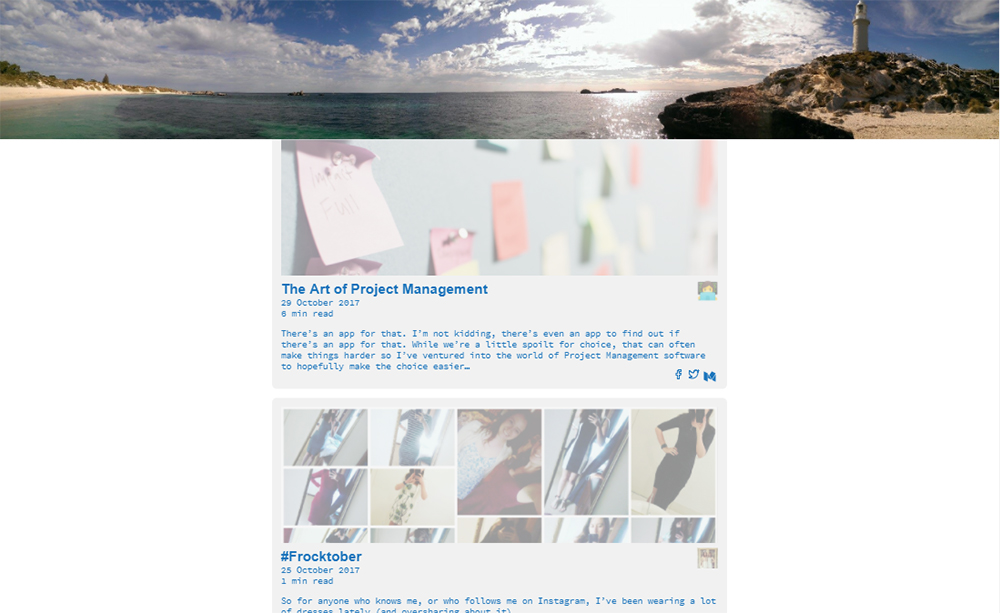 Full
The Art of Project Management
29 October 2017
6 min read
There's an app for that. I'm not kidding, there's even an app to find out if
there's an app for that. While we're a little spoilt for choice, that can often
make things harder so I've ventured into the world of Project Management software
to hopefully make the choice easier…
#Frocktober
25 October 2017
1 min read
So for anyone who knows me, or who follows me on Instagram, I've been wearing a lot
of dresses lately (and oversharing about it)